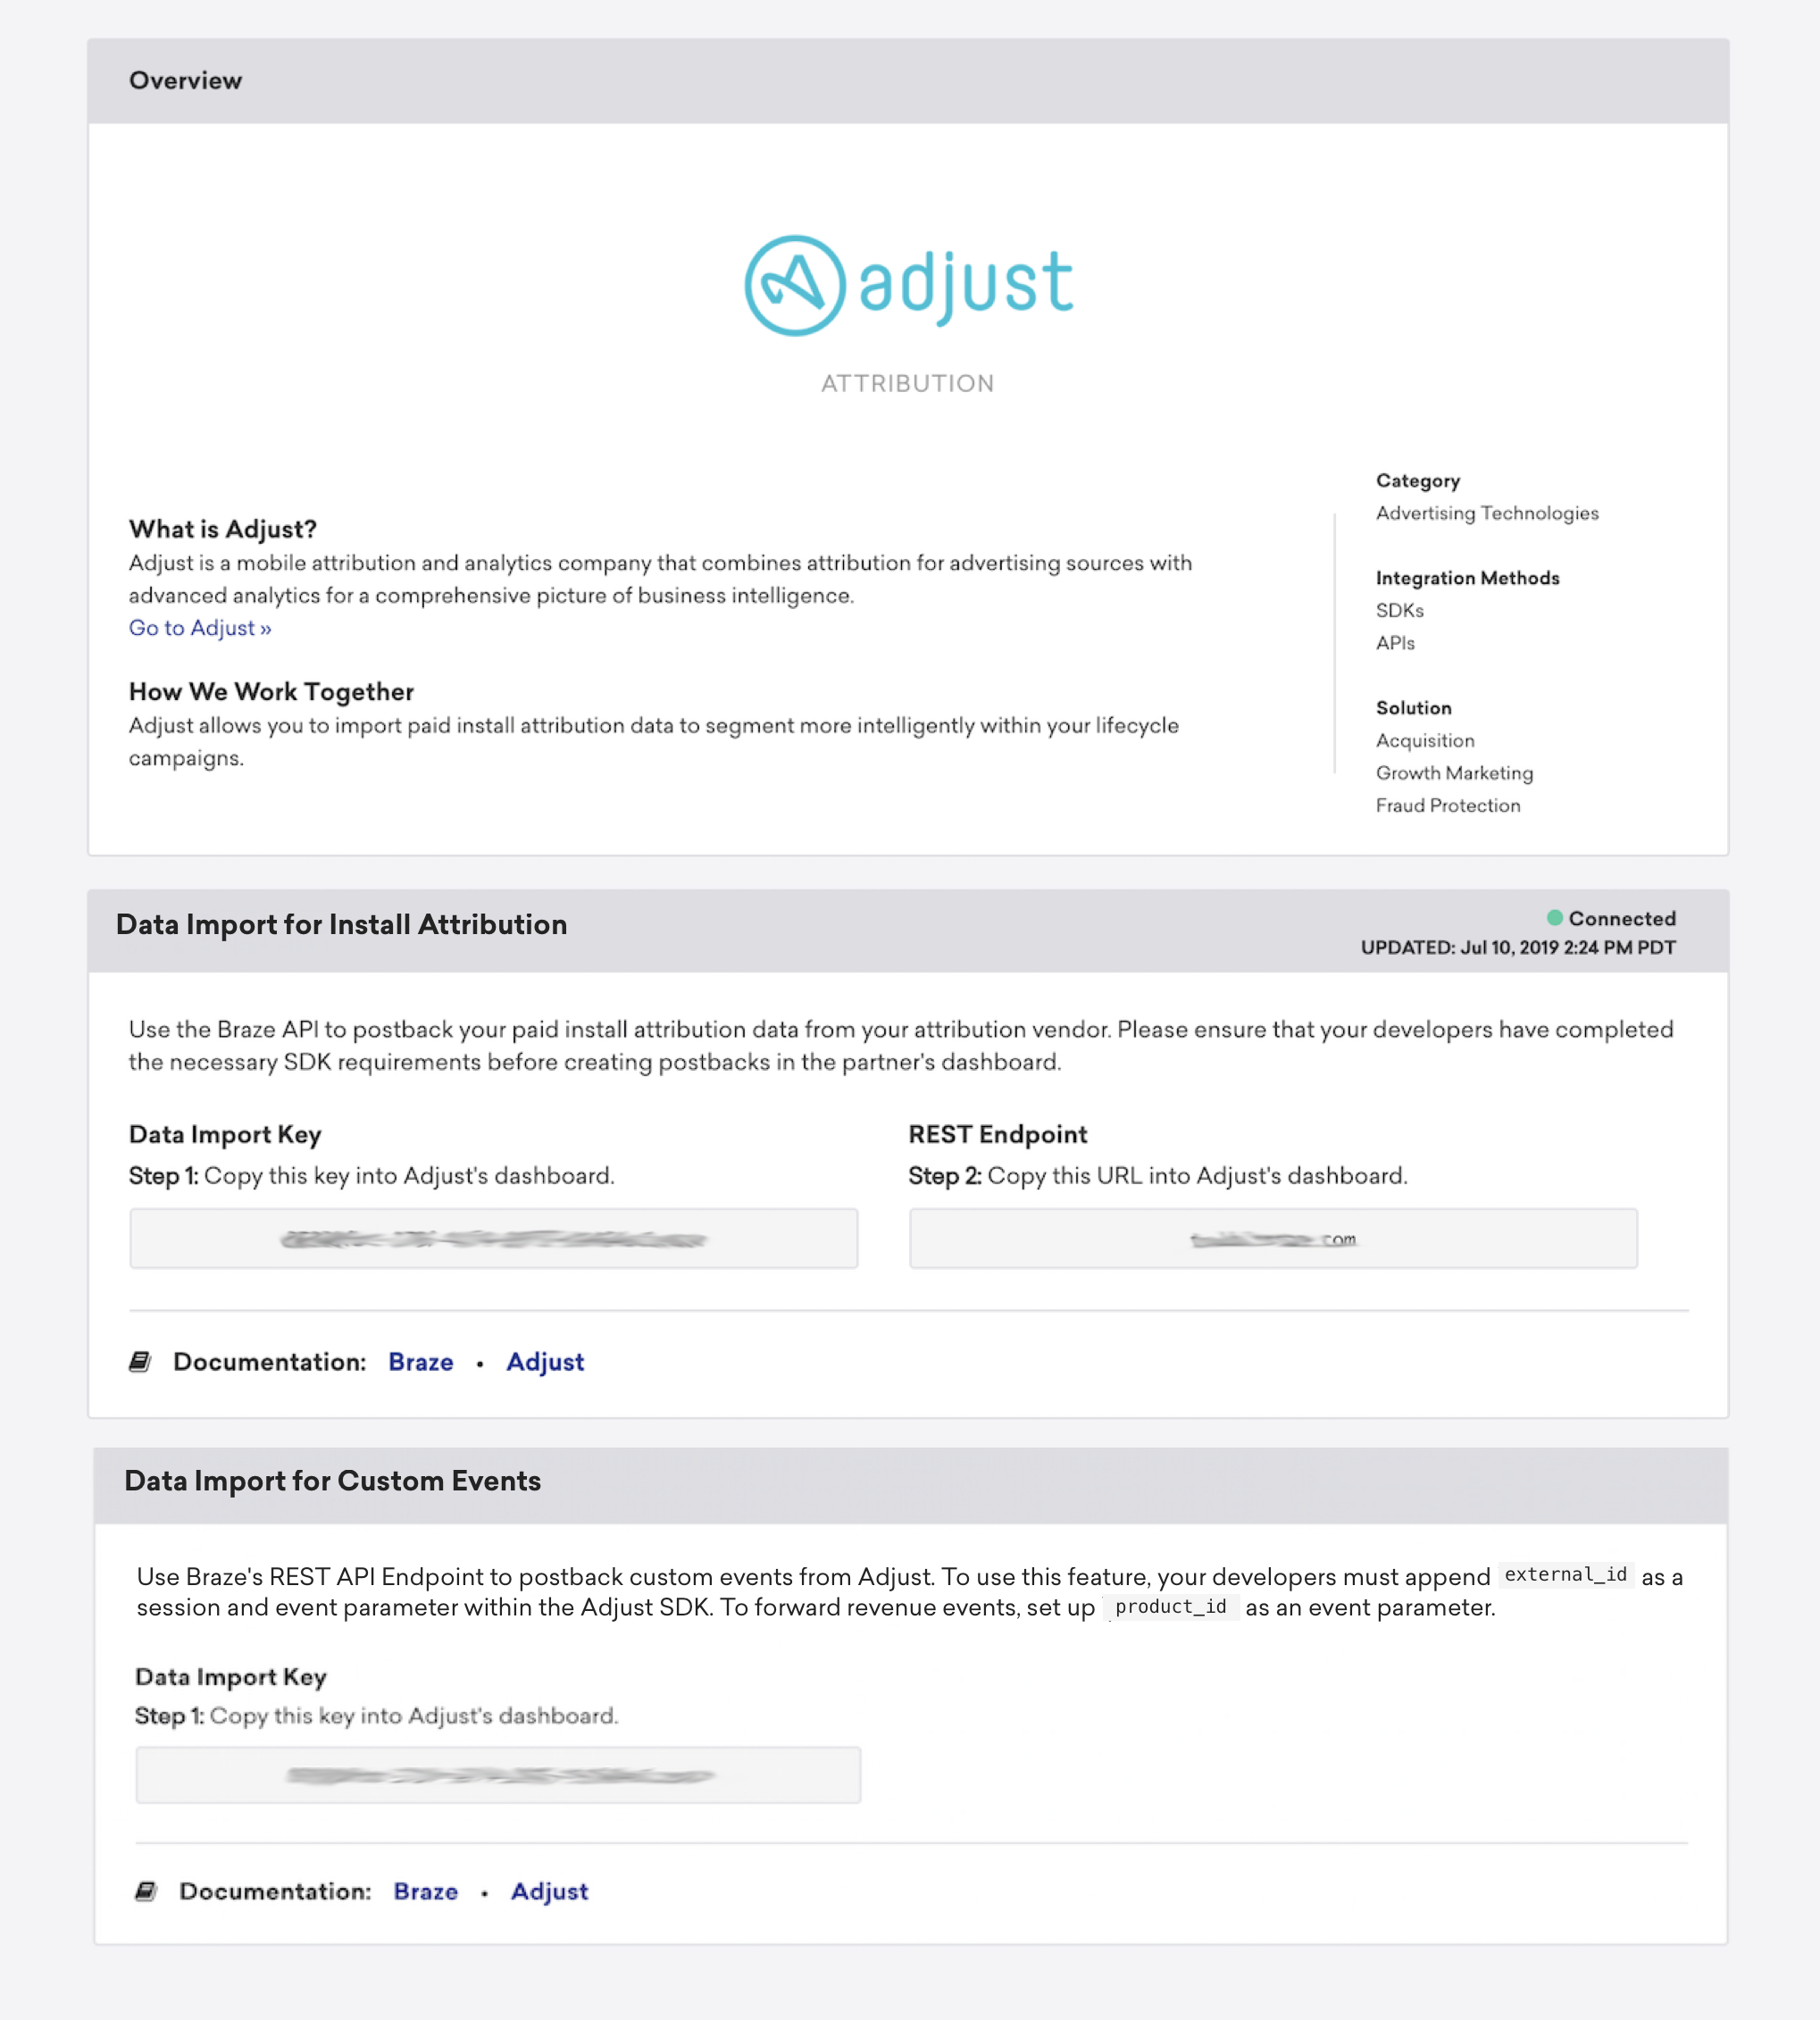 Overview
adjust
ATTRIBUTION
What is Adjust?
Adjust is a mobile attribution and analytics company that combines attribution for advertising sources with
advanced analytics for a comprehensive picture of business intelligence.
Go to Adjust »
How We Work Together
Adjust allows you to import paid install attribution data to segment more intelligently within your lifecycle
campaigns.
Category
Advertising Technologies
Integration Methods
SDKs
APIs
Solution
Acquisition
Growth Marketing
Fraud Protection
Data Import for Install Attribution
Connected
UPDATED: Jul 10, 2019 2:24 PM PDT
Use the Braze API to postback your paid install attribution data from your attribution vendor. Please ensure that your developers have completed
the necessary SDK requirements before creating postbacks in the partner's dashboard.
Data Import Key
Step 1: Copy this key into Adjust's dashboard.
REST Endpoint
Step 2: Copy this URL into Adjust's dashboard.
com
Documentation: Braze • Adjust
Data Import for Custom Events
Use Braze's REST API Endpoint to postback custom events from Adjust. To use this feature, your developers must append external_id as a
session and event parameter within the Adjust SDK. To forward revenue events, set up product_id as an event parameter.
Data Import Key
Step 1: Copy this key into Adjust's dashboard.
Documentation: Braze • Adjust